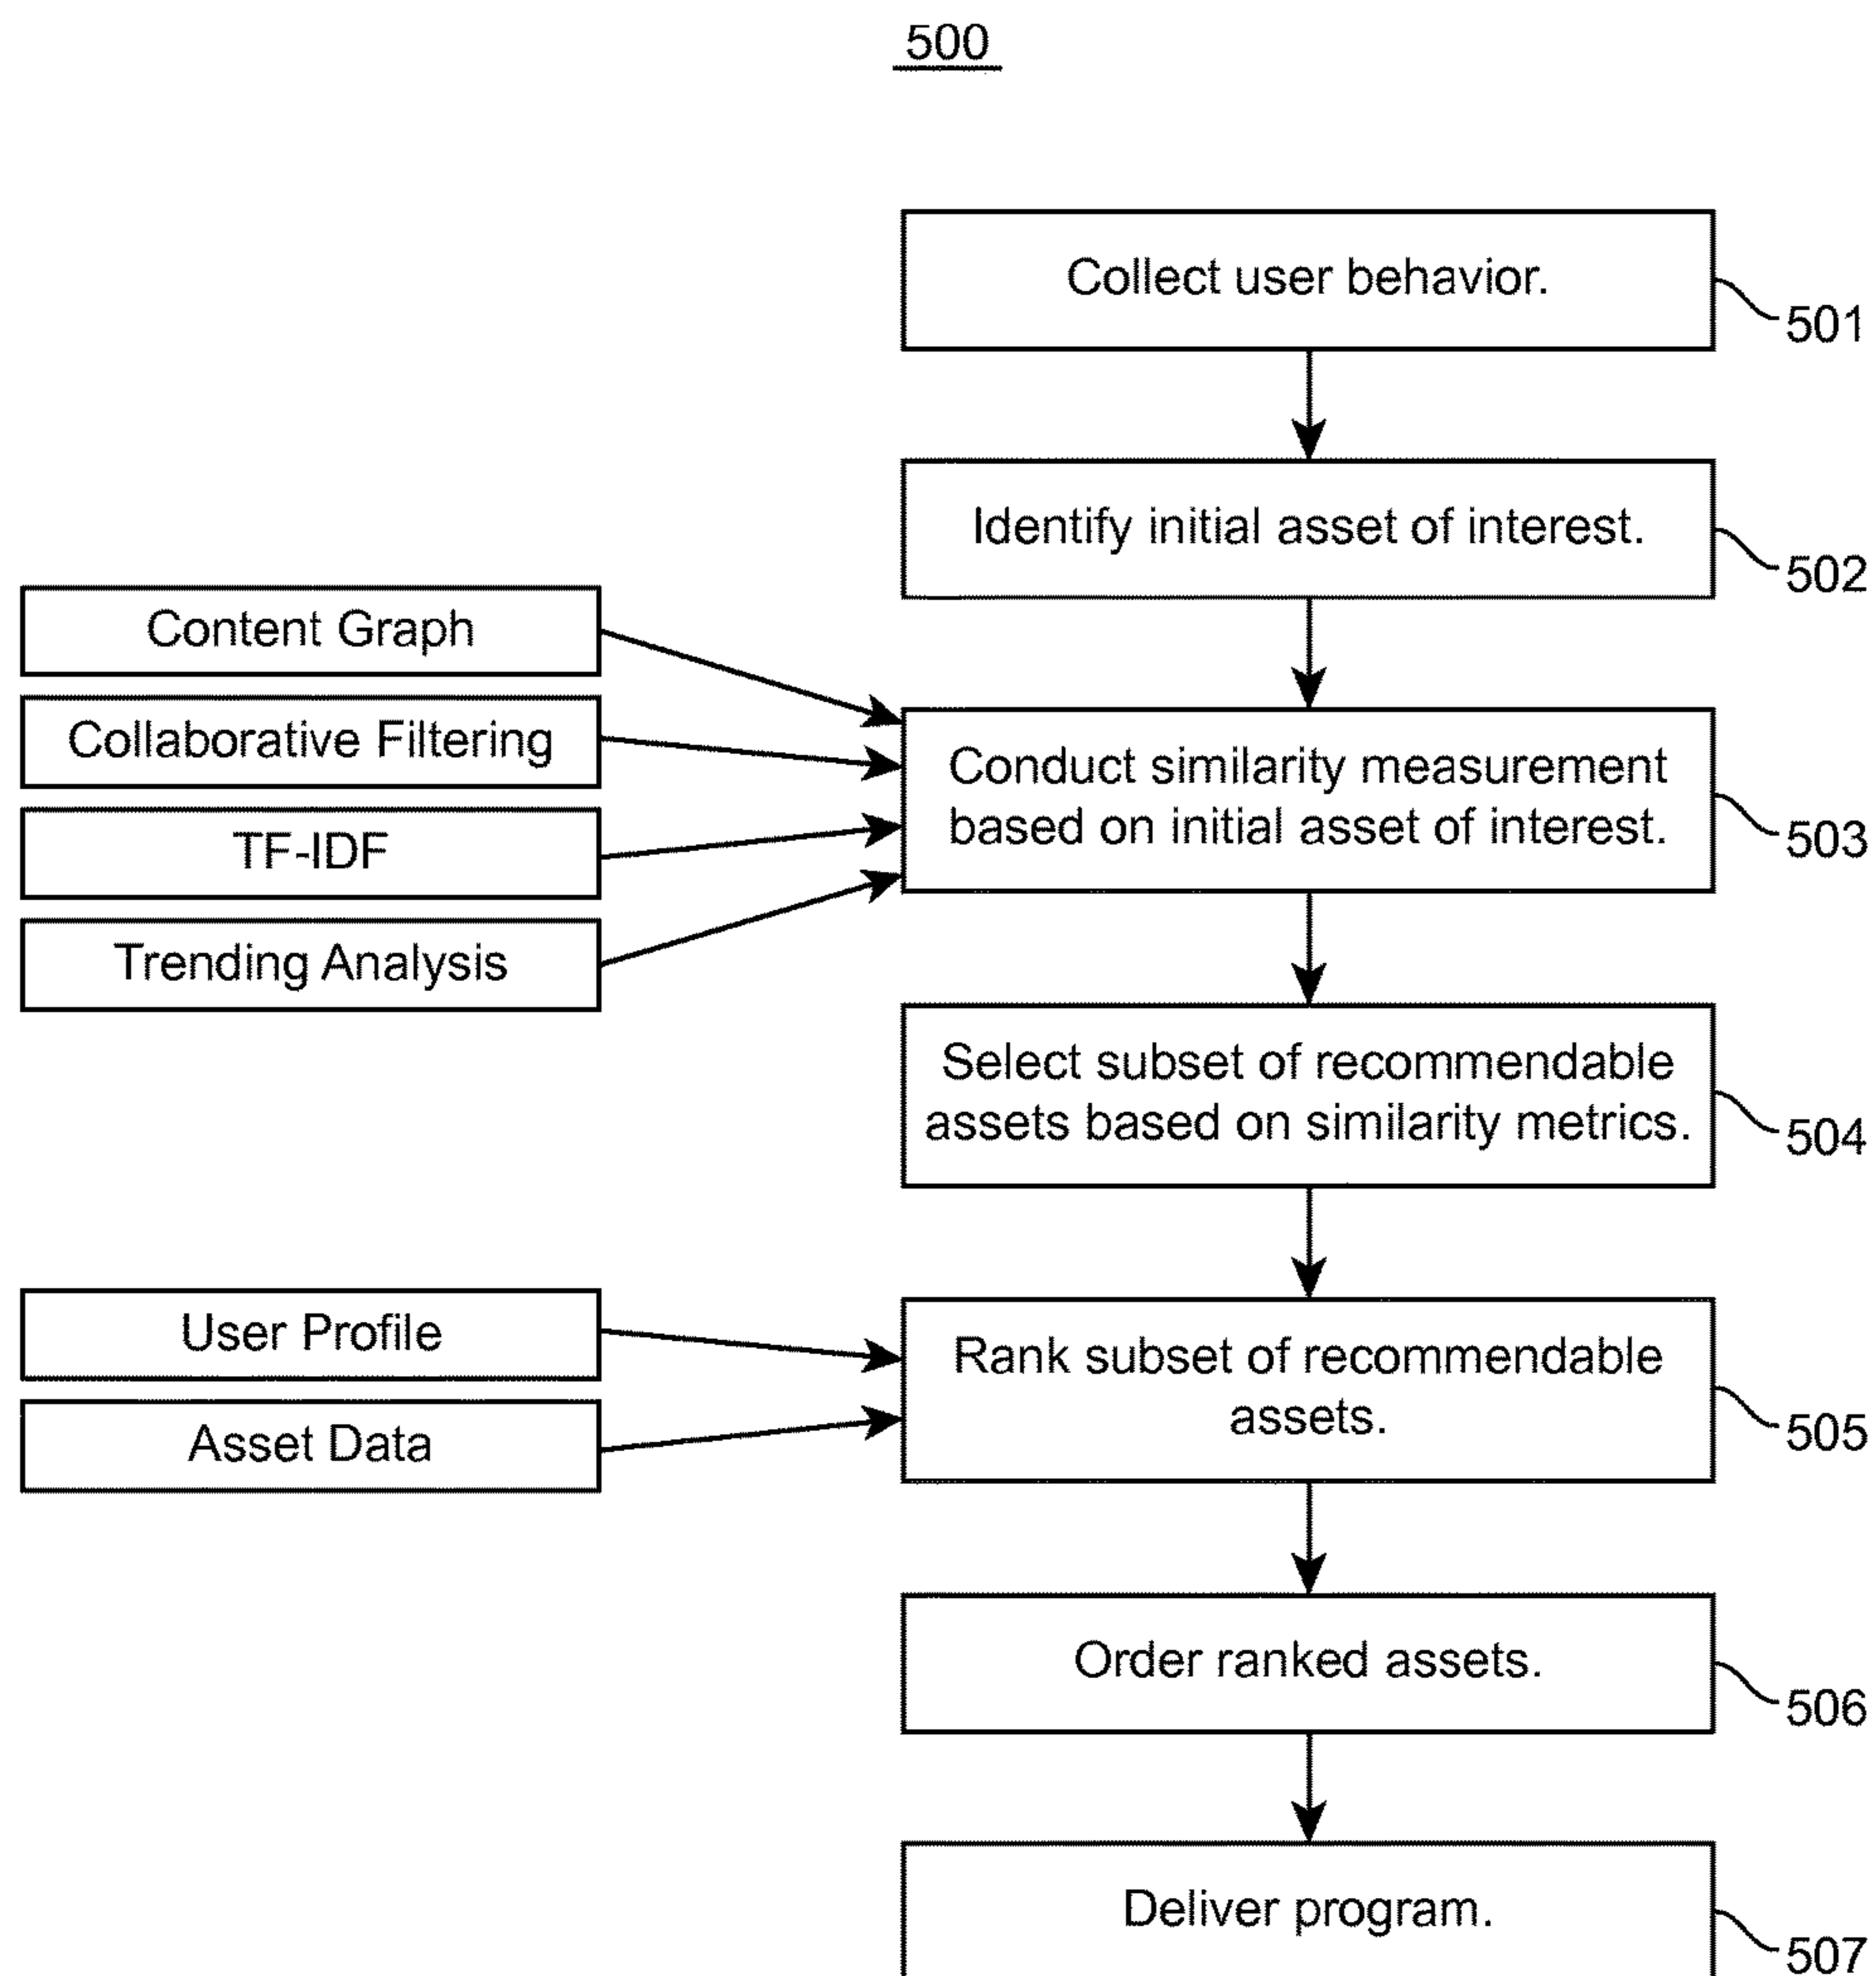 500
Collect user behavior.
501
Identify initial asset of interest.
502
Content Graph
Collaborative Filtering
TF-IDF
Trending Analysis
Conduct similarity measurement
based on initial asset of interest.
503
Select subset of recommendable
assets based on similarity metrics.
504
User Profile
Asset Data
Rank subset of recommendable
assets.
505
Order ranked assets.
506
Deliver program.
507